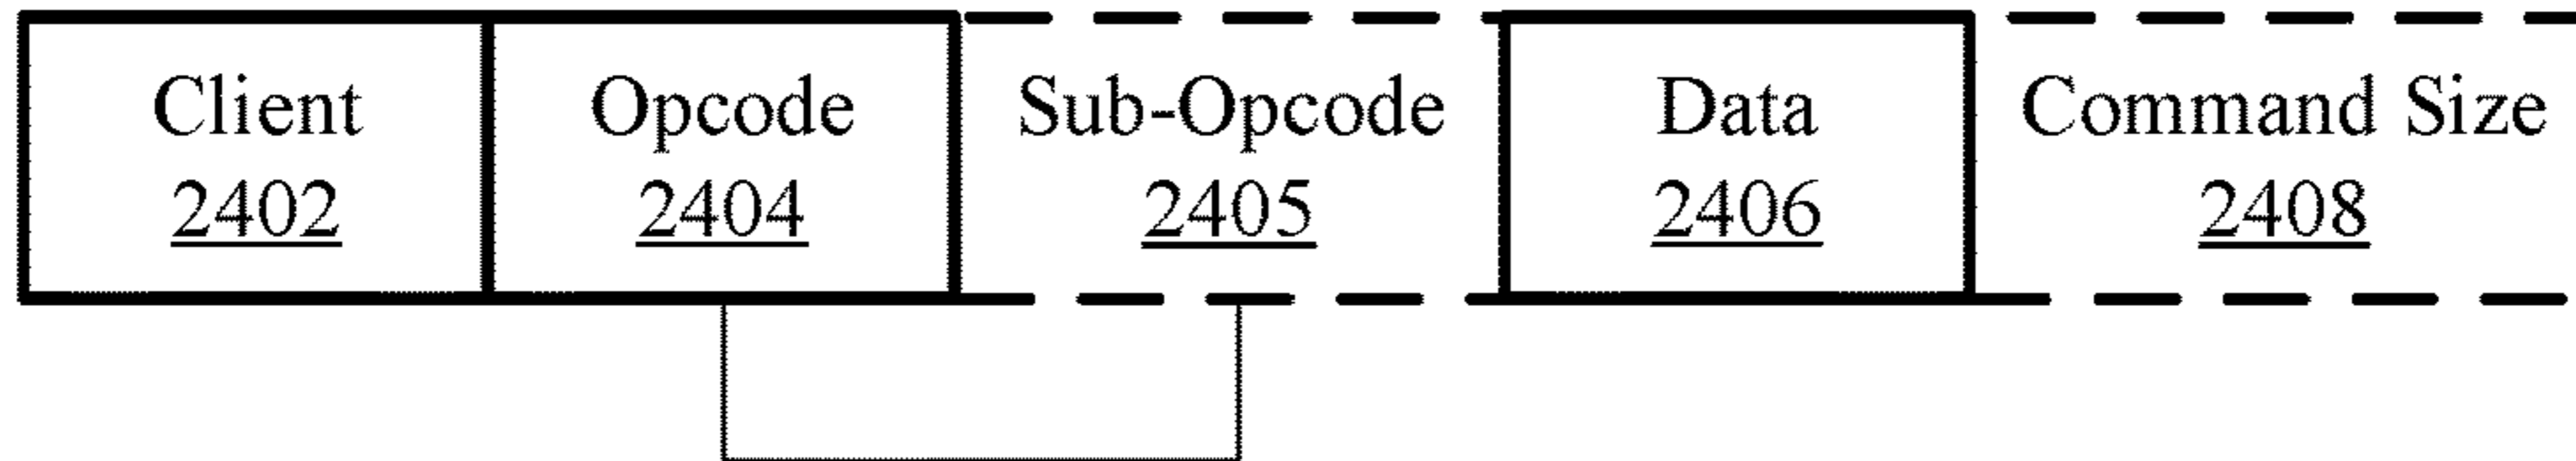 Client
2402
Opcode
2404
Sub-Opcode
2405
Data
2406
Command Size
2408